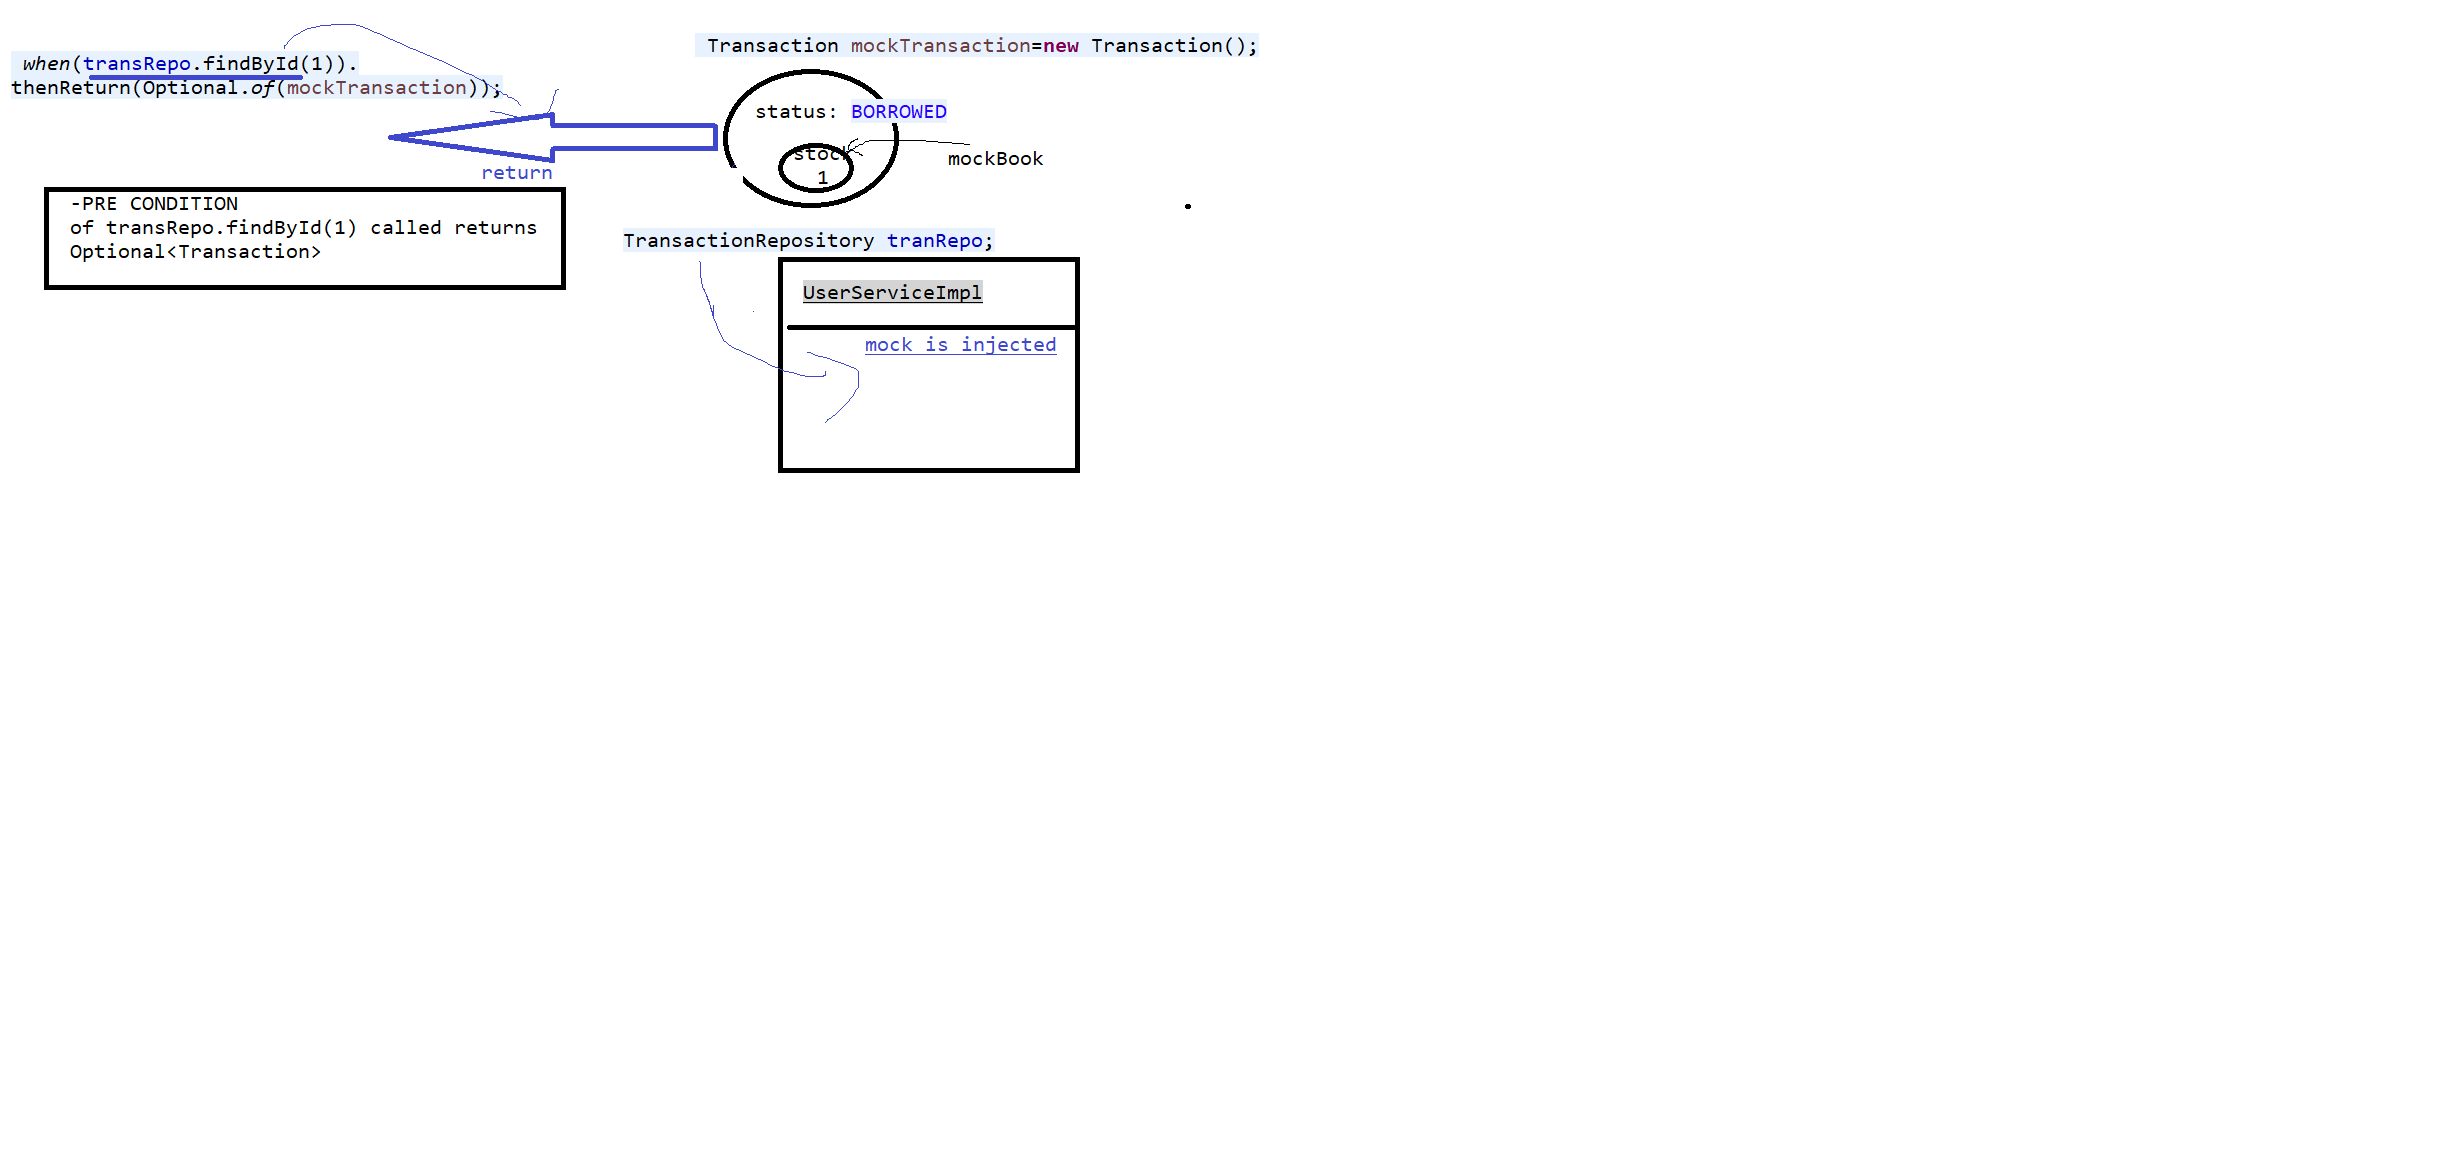 Transaction mockTransaction=new Transaction();
when(transRepo.findById(1)).
thenReturn(Optional.of(mockTransaction));
status: BORROWED
stock
1
mockBook
return
-PRE CONDITION
of transRepo.findById(1) called returns
Optional<Transaction>
TransactionRepository tranRepo;
UserServiceImpl
mock is injected